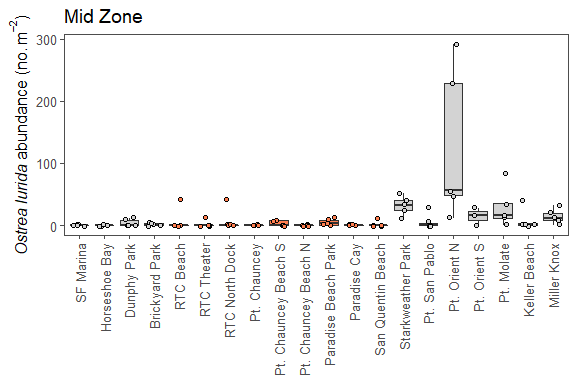 Mid Zone
Ostrea lurida abundance (no. m⁻²)
300
200
100
0
SF Marina
Horseshoe Bay
Dunphy Park
Brickyard Park
RTC Beach
RTC Theater
RTC North Dock
Pt. Chauncey
Pt. Chauncey Beach S
Pt. Chauncey Beach N
Paradise Beach Park
Paradise Cay
San Quentin Beach
Starkweather Park
Pt. San Pablo
Pt. Orient N
Pt. Orient S
Pt. Molate
Keller Beach
Miller Knox